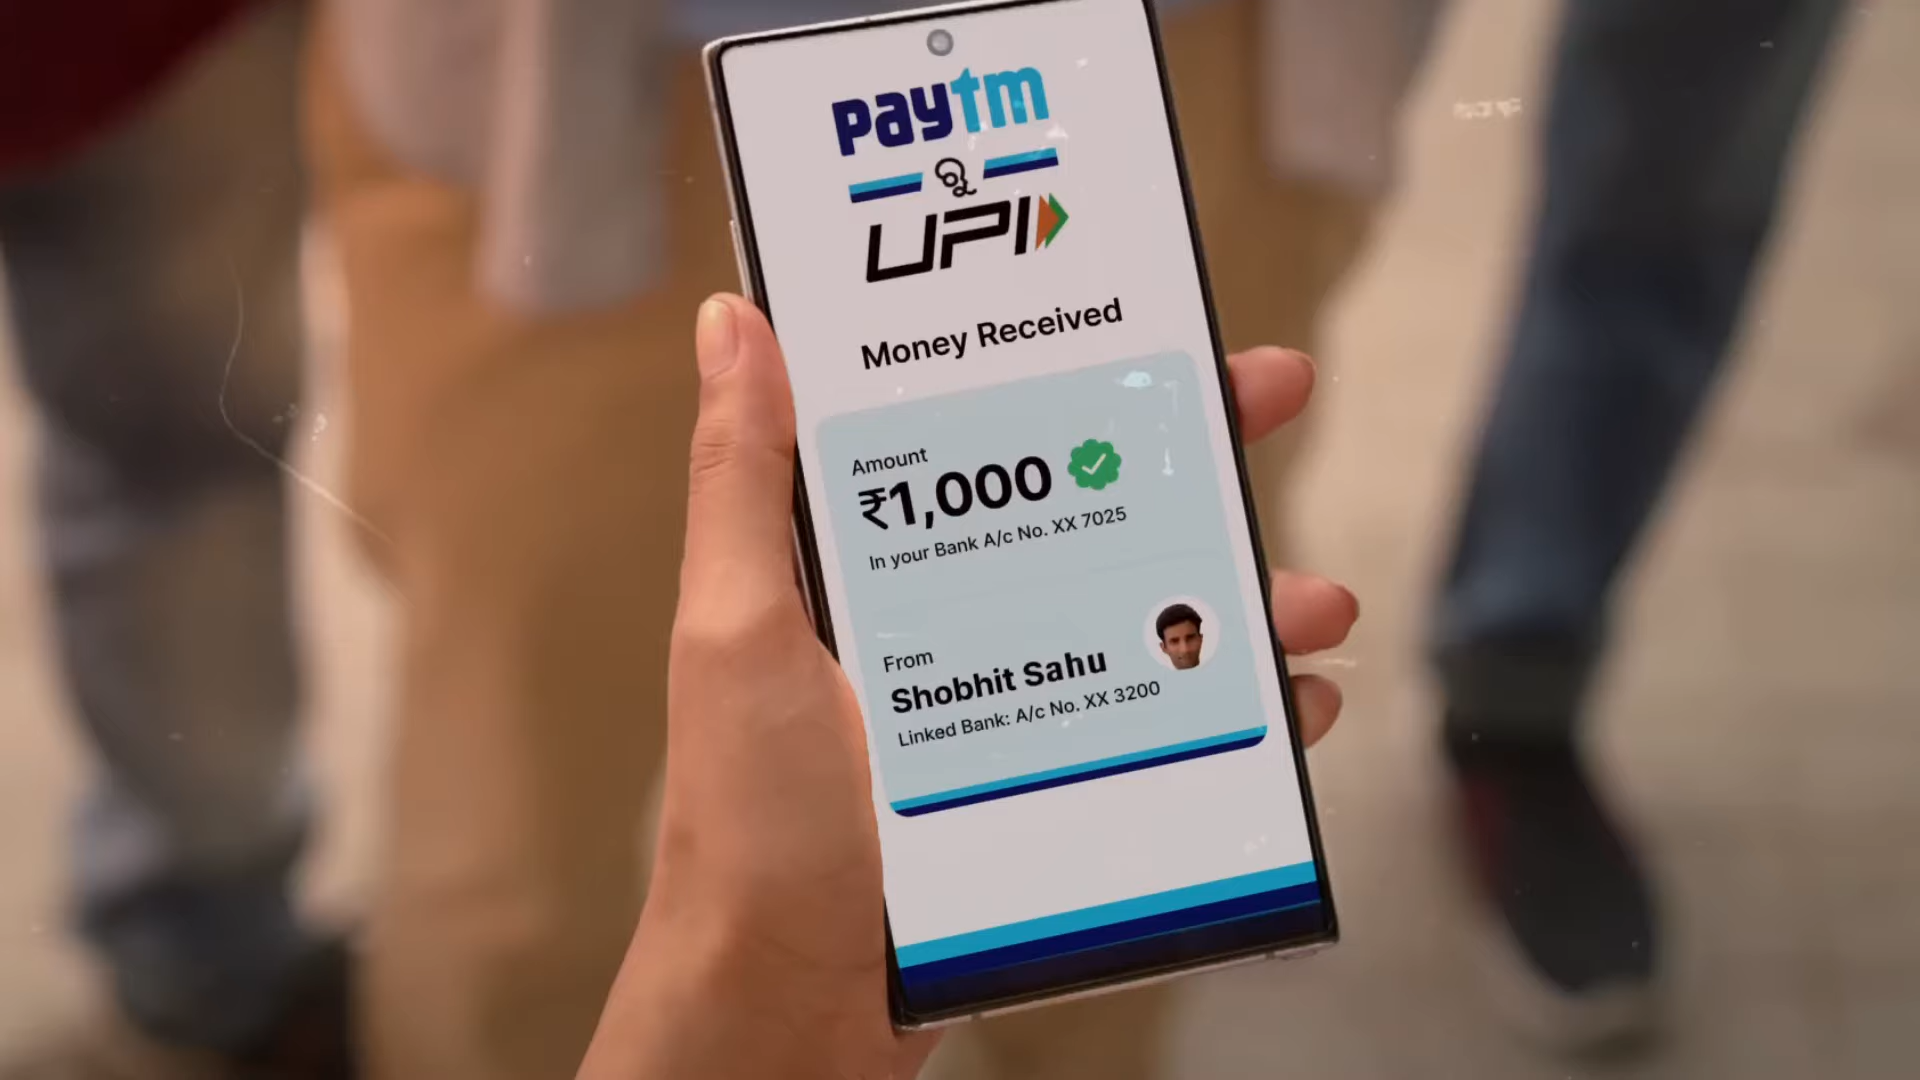 paytm
ରୁ
UPI
Money Received
Amount
₹1,000
In your Bank A/c No. XX 7025
From
Shobhit Sahu
Linked Bank: A/c No. XX 3200